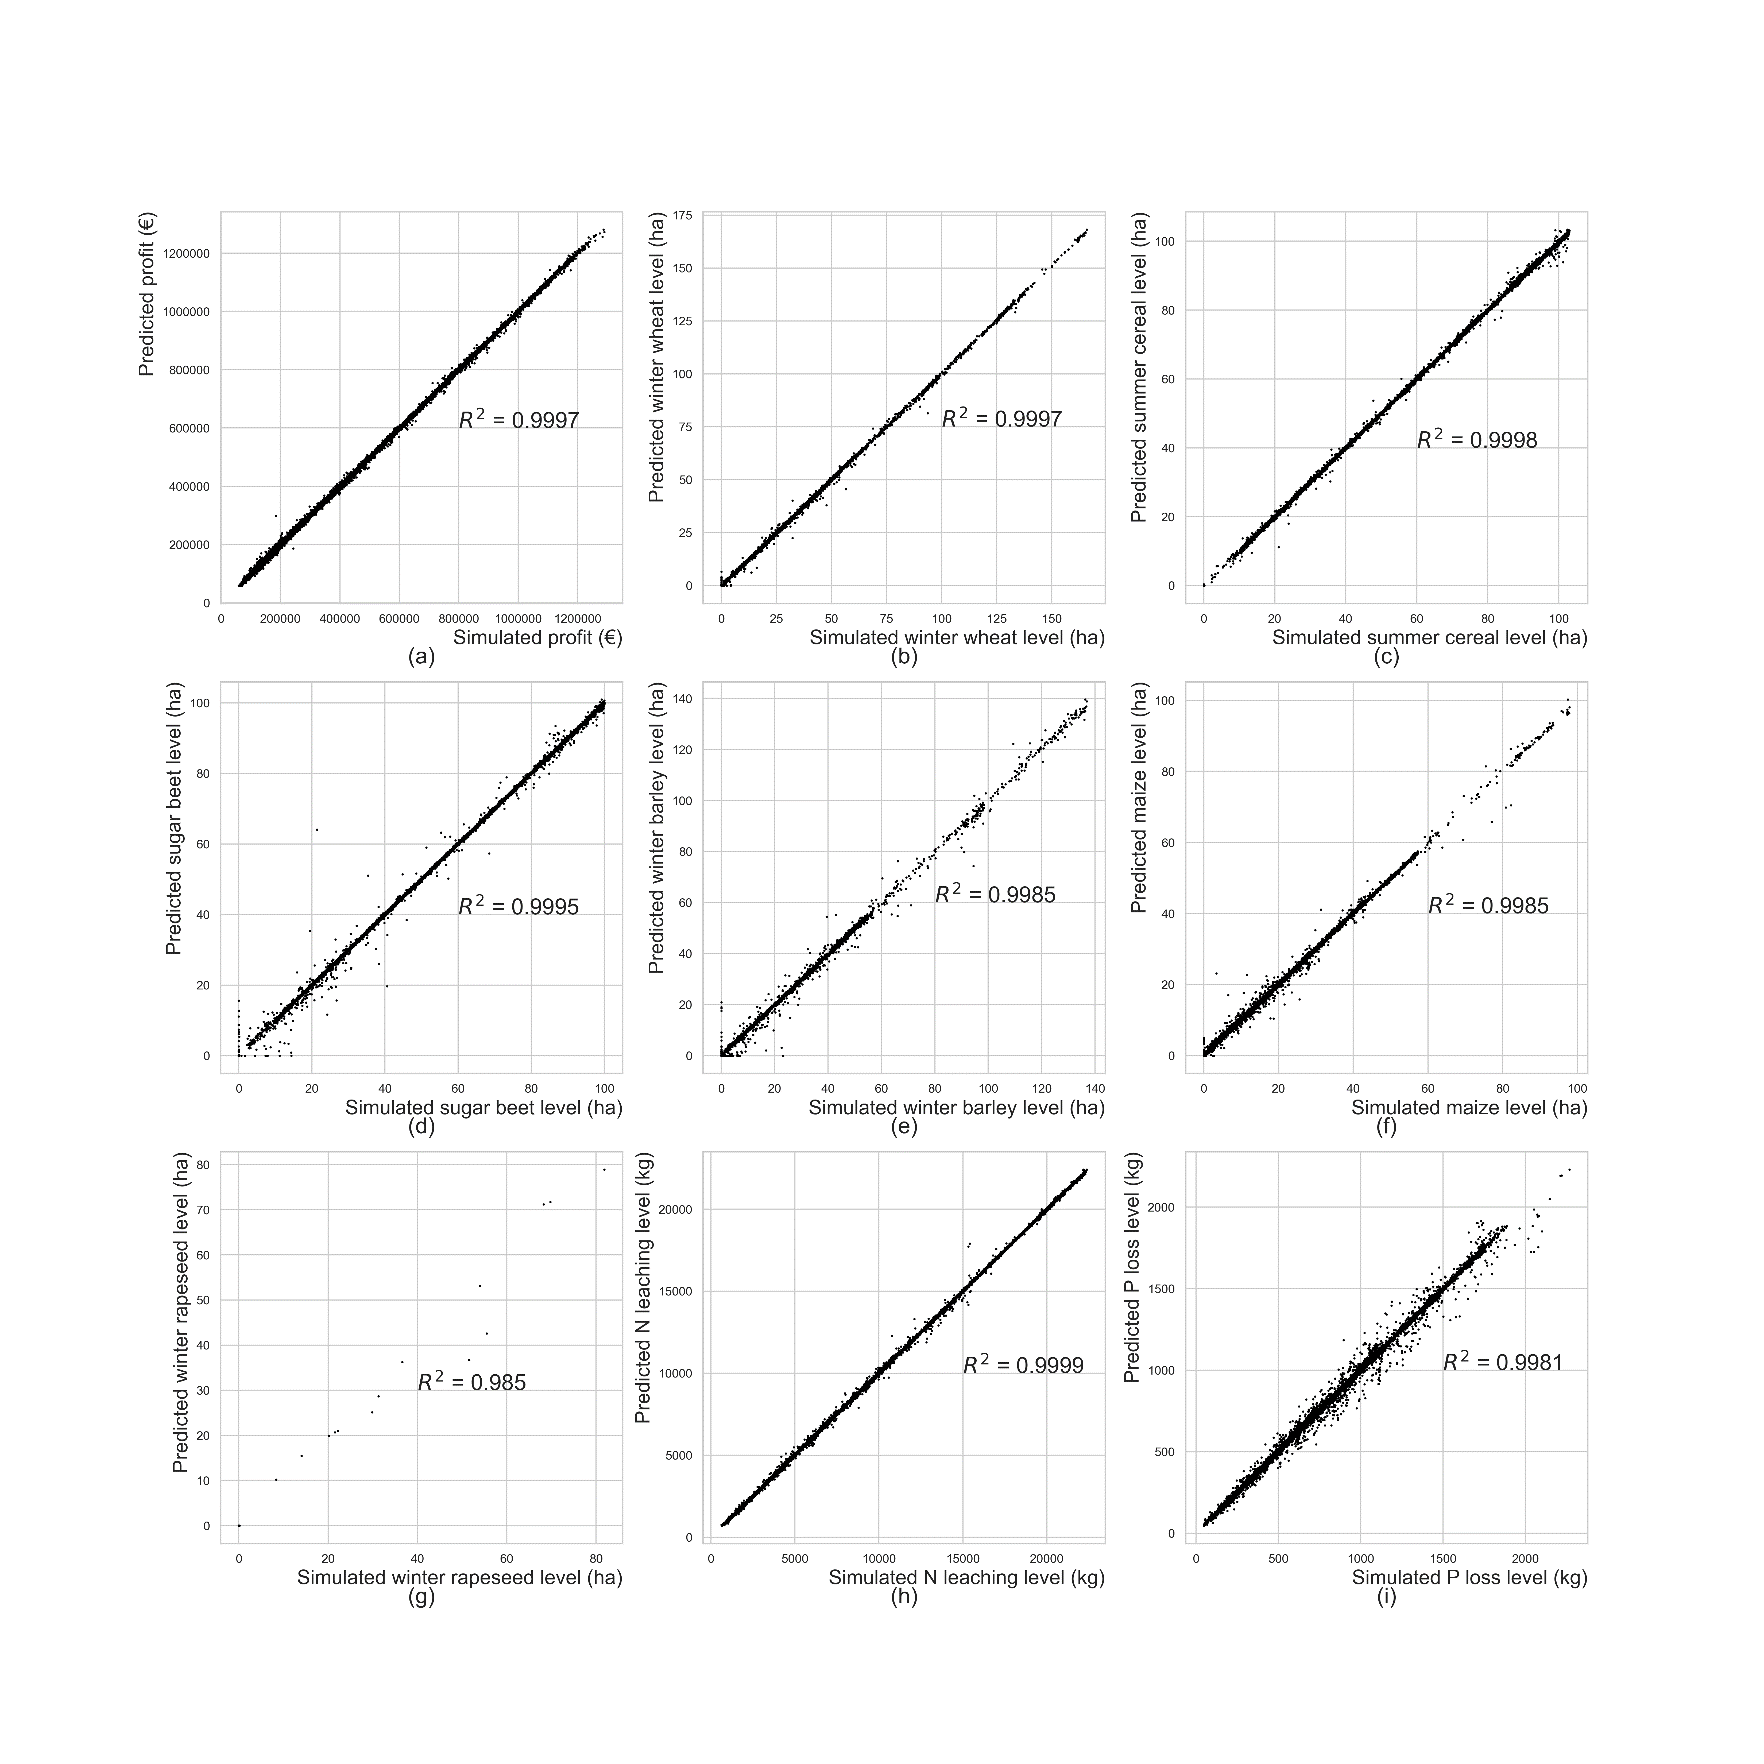 Predicted profit (€)
1200000
1000000
800000
600000
400000
200000
0
R² = 0.9997
0 200000 400000 600000 800000 1000000 1200000
Simulated profit (€)
(a)
Predicted winter wheat level (ha)
175
150
125
100
75
50
25
0
R² = 0.9997
0 25 50 75 100 125 150
Simulated winter wheat level (ha)
(b)
Predicted summer cereal level (ha)
100
80
60
40
20
0
R² = 0.9998
0 20 40 60 80 100
Simulated summer cereal level (ha)
(c)
Predicted sugar beet level (ha)
100
80
60
40
20
0
R² = 0.9995
0 20 40 60 80 100
Simulated sugar beet level (ha)
(d)
Predicted winter barley level (ha)
140
120
100
80
60
40
20
0
R² = 0.9985
0 20 40 60 80 100 120 140
Simulated winter barley level (ha)
(e)
Predicted maize level (ha)
100
80
60
40
20
0
R² = 0.9985
0 20 40 60 80 100
Simulated maize level (ha)
(f)
Predicted winter rapeseed level (ha)
80
70
60
50
40
30
20
10
0
R² = 0.985
0 20 40 60 80
Simulated winter rapeseed level (ha)
(g)
Predicted N leaching level (kg)
20000
15000
10000
5000
0
R² = 0.9999
0 5000 10000 15000 20000
Simulated N leaching level (kg)
(h)
Predicted P loss level (kg)
2000
1500
1000
500
0
R² = 0.9981
0 500 1000 1500 2000
Simulated P loss level (kg)
(i)